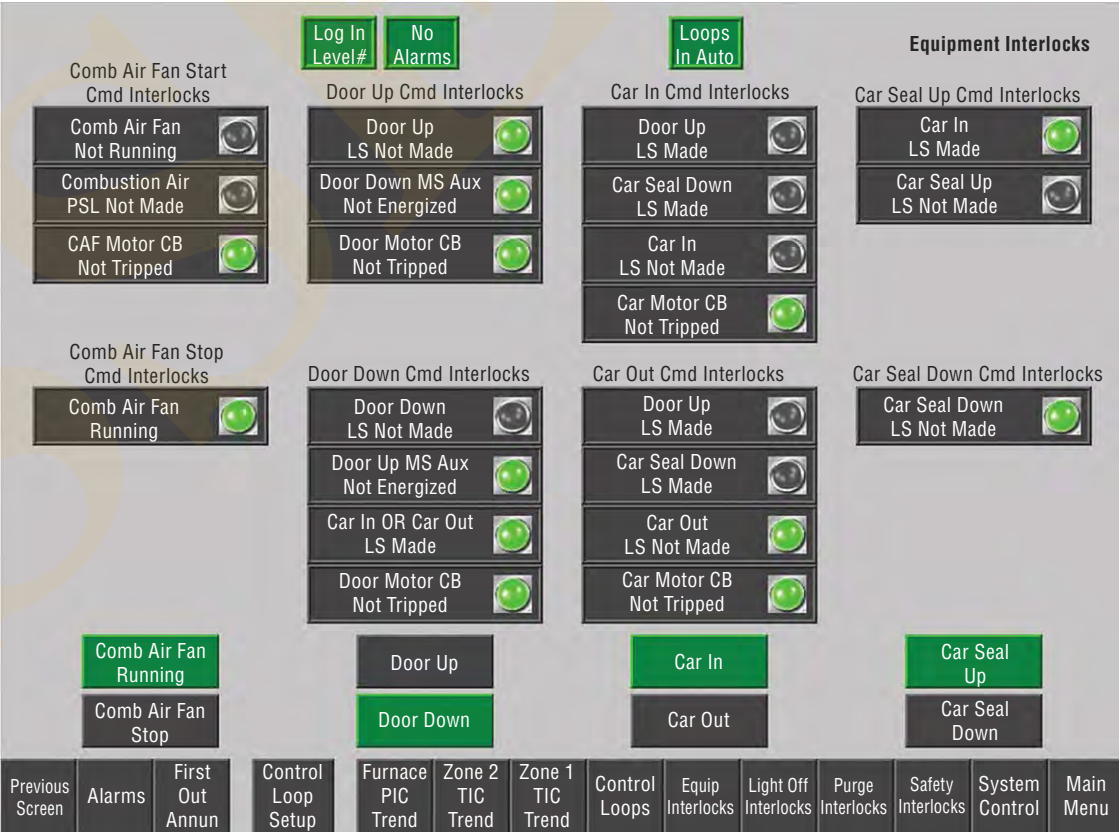 Log In
Level#
No
Alarms
Loops
In Auto
Equipment Interlocks
Comb Air Fan Start
Cmd Interlocks
Comb Air Fan
Not Running
Combustion Air
PSL Not Made
CAF Motor CB
Not Tripped
Door Up Cmd Interlocks
Door Up
LS Not Made
Door Down MS Aux
Not Energized
Door Motor CB
Not Tripped
Car In Cmd Interlocks
Door Up
LS Made
Car Seal Down
LS Made
Car In
LS Not Made
Car Motor CB
Not Tripped
Car Seal Up Cmd Interlocks
Car In
LS Made
Car Seal Up
LS Not Made
Comb Air Fan Stop
Cmd Interlocks
Comb Air Fan
Running
Door Down Cmd Interlocks
Door Down
LS Not Made
Door Up MS Aux
Not Energized
Car In OR Car Out
LS Made
Door Motor CB
Not Tripped
Car Out Cmd Interlocks
Door Up
LS Made
Car Seal Down
LS Made
Car Out
LS Not Made
Car Motor CB
Not Tripped
Car Seal Down Cmd Interlocks
Car Seal Down
LS Not Made
Comb Air Fan
Running
Door Up
Car In
Car Seal
Up
Comb Air Fan
Stop
Door Down
Car Out
Car Seal
Down
Previous
Screen
Alarms
First
Out
Annun
Control
Loop
Setup
Furnace
PIC
Trend
Zone 2
TIC
Trend
Zone 1
TIC
Trend
Control
Loops
Equip
Interlocks
Light Off
Interlocks
Purge
Interlocks
Safety
Interlocks
System
Control
Main
Menu